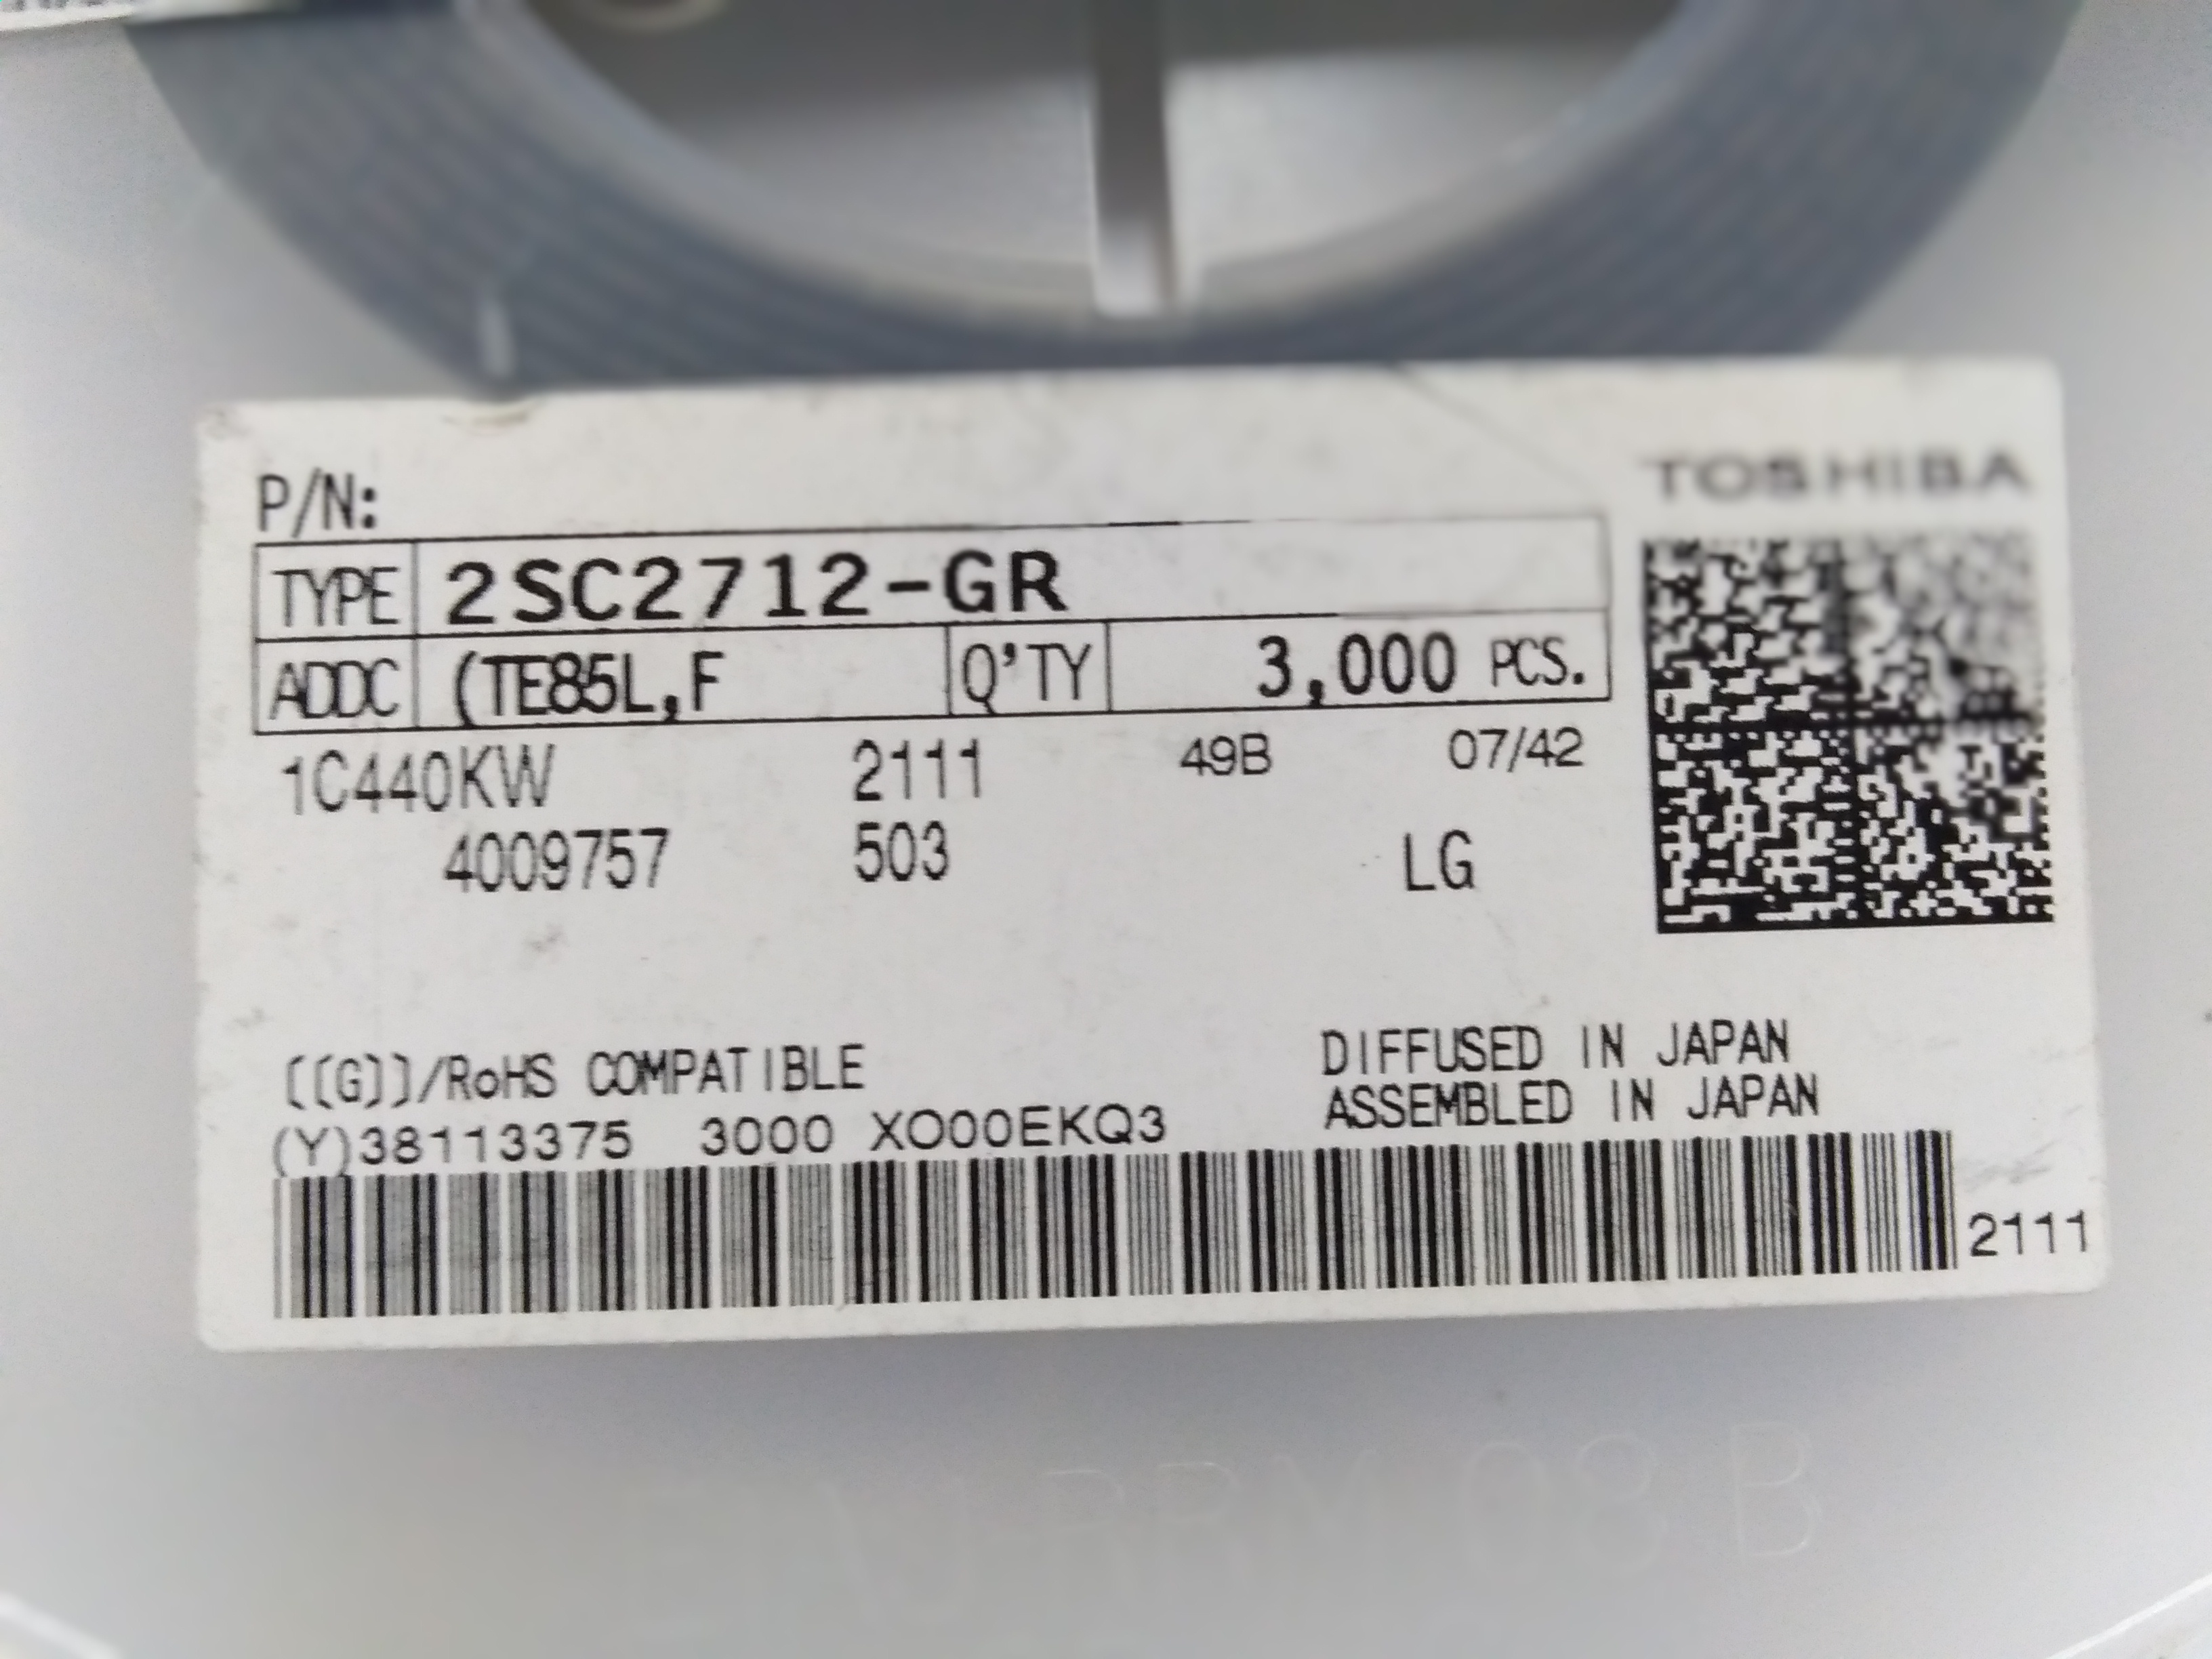 TOSHIBA
P/N:
TYPE 2SC2712-GR
ADDC (TE85L,F Q'TY 3,000 PCS.
1C440KW 2111 49B 07/42
4009757 503 LG
[[G]]/RoHS COMPATIBLE
DIFFUSED IN JAPAN
ASSEMBLED IN JAPAN
(Y)38113375 3000 XO00EKQ3
2111
08B